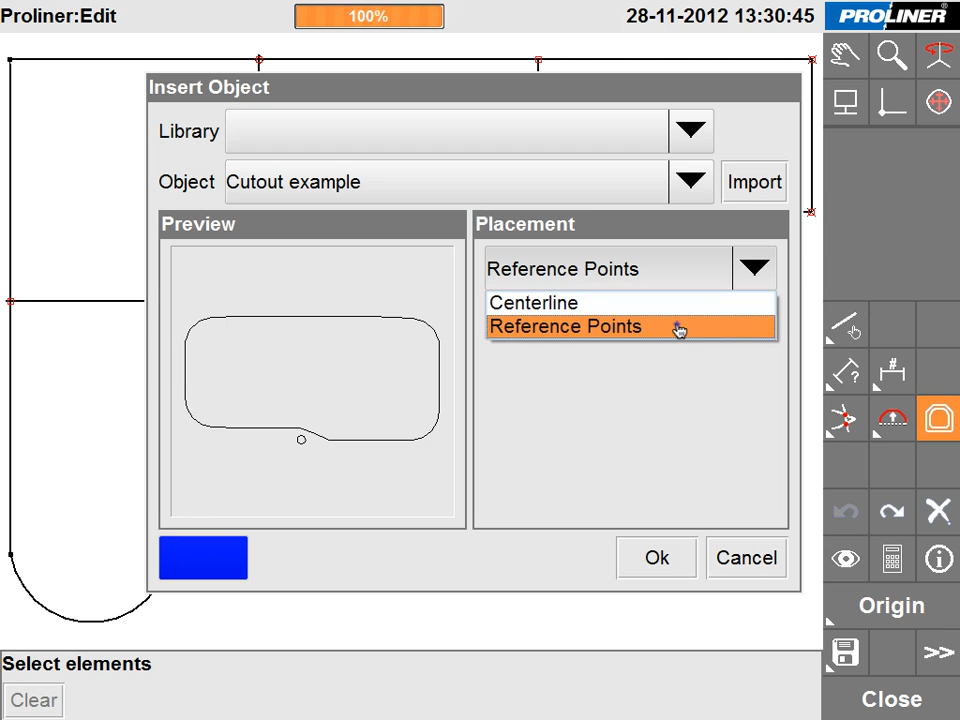 Proliner:Edit
100%
28-11-2012 13:30:45
PROLINER®
Insert Object
Library
Object Cutout example Import
Preview
Placement
Reference Points
Centerline
Reference Points
#
?
i
Ok
Cancel
Origin
Select elements
>>
Clear
Close